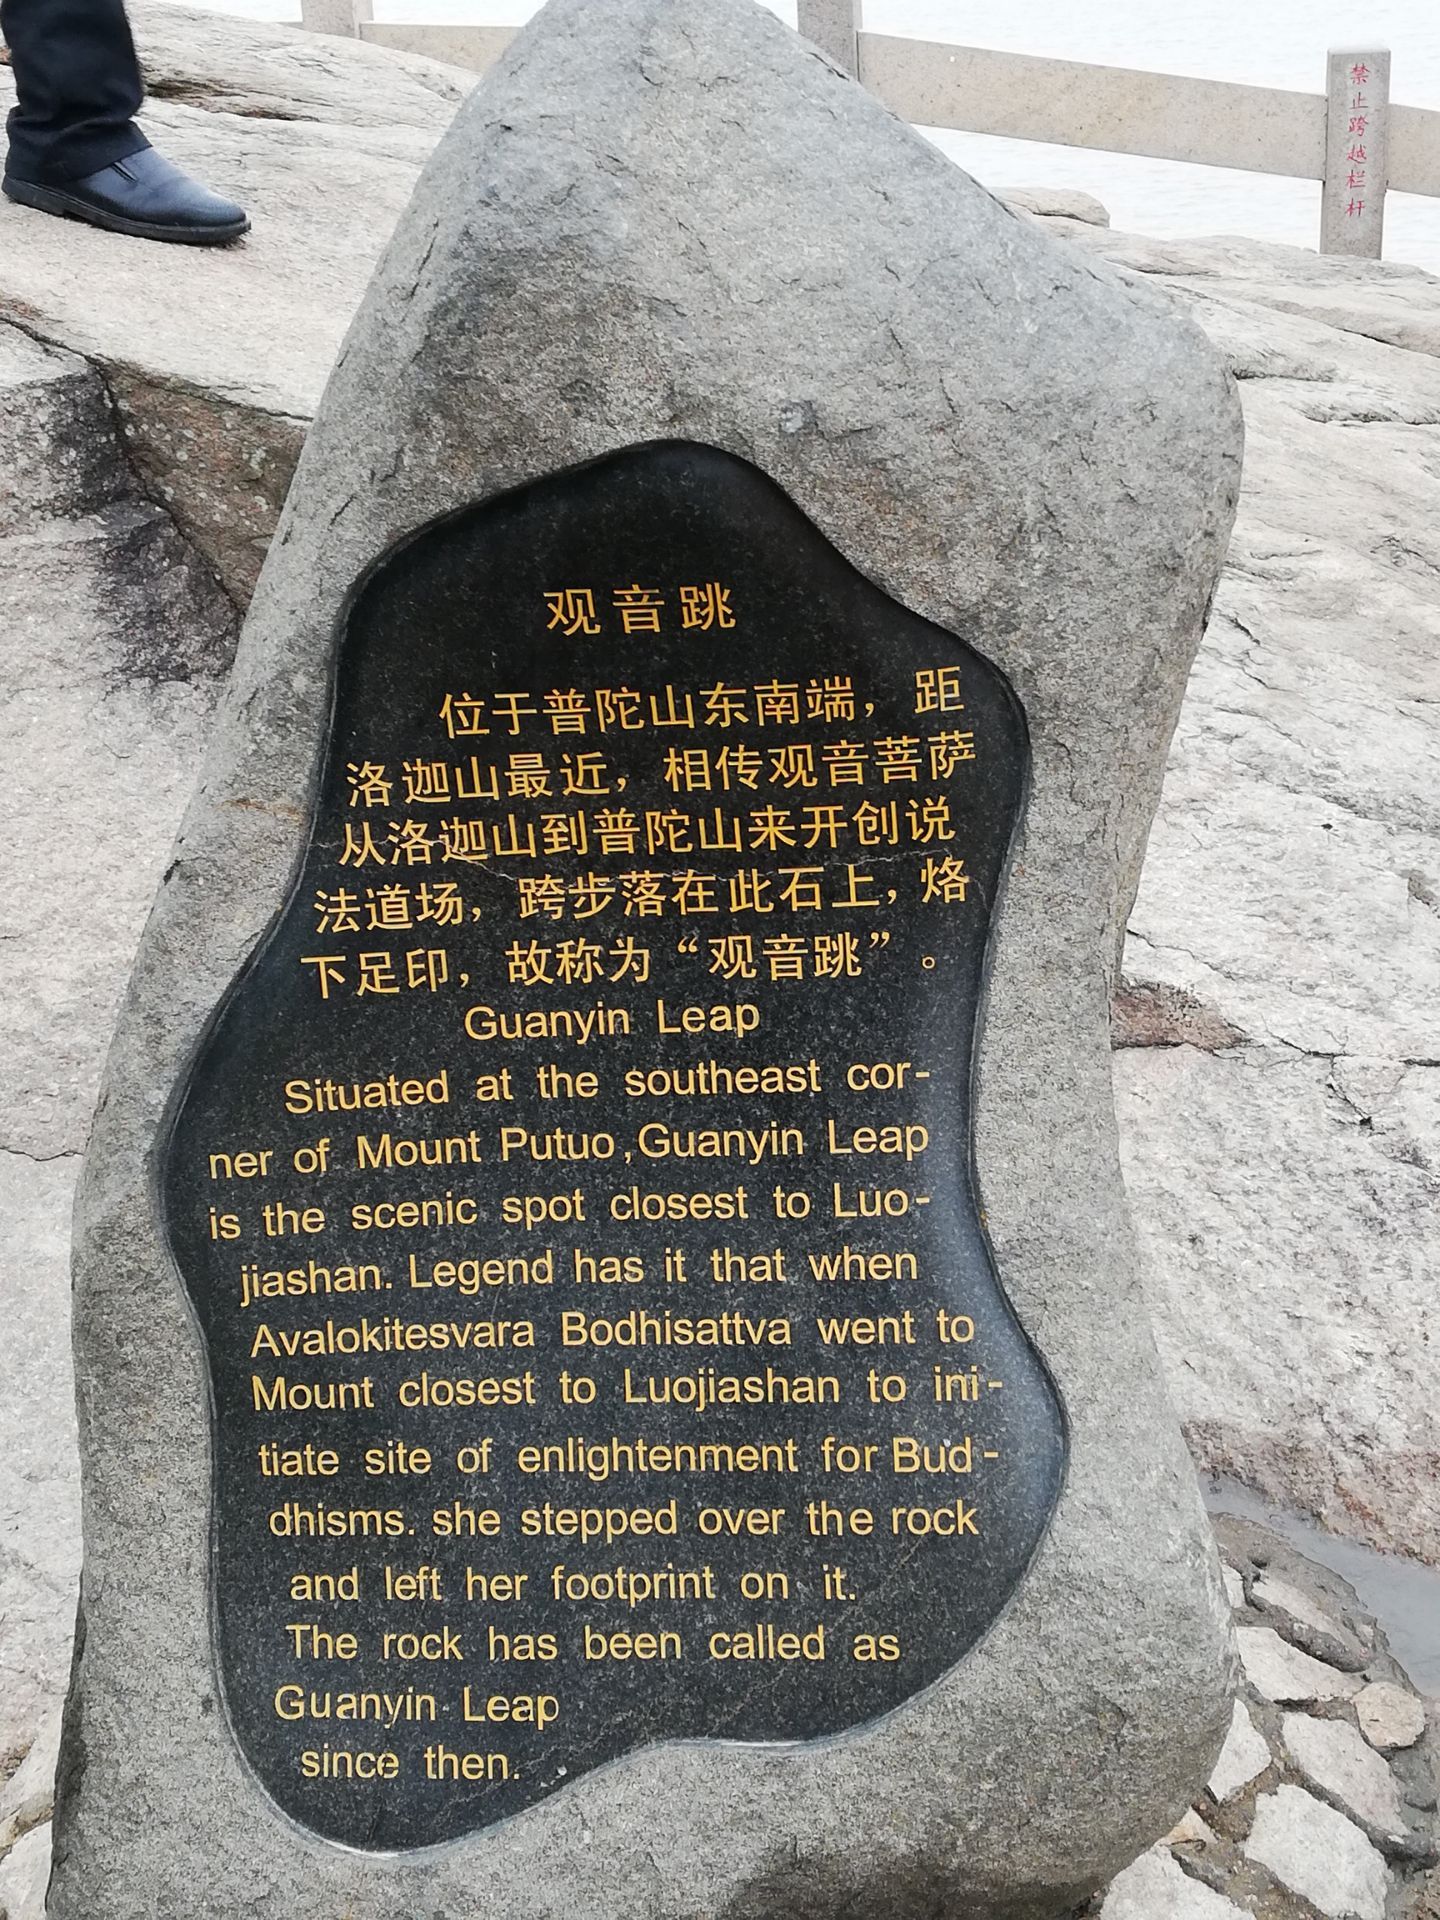 禁止跨越栏杆
观音跳
位于普陀山东南端，距
洛迦山最近，相传观音菩萨
从洛迦山到普陀山来开创说
法道场，跨步落在此石上，烙
下足印，故称为“观音跳”。
Guanyin Leap
Situated at the southeast cor-
ner of Mount Putuo,Guanyin Leap
is the scenic spot closest to Luo-
jiashan. Legend has it that when
Avalokitesvara Bodhisattva went to
Mount closest to Luojiashan to ini-
tiate site of enlightenment for Bud-
dhisms. she stepped over the rock
and left her footprint on it.
The rock has been called as
Guanyin Leap
since then.